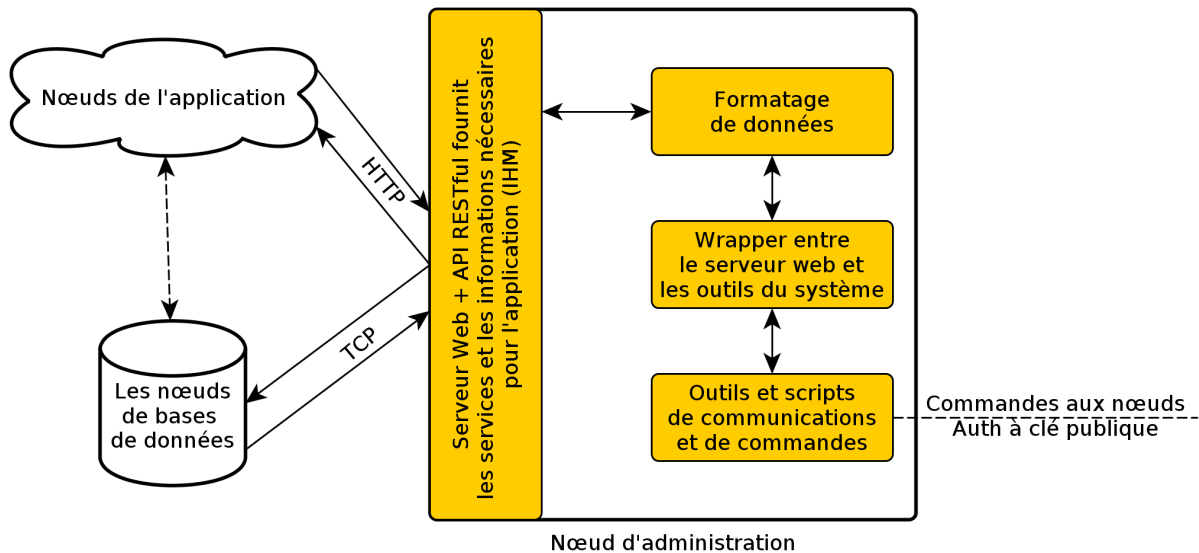 Nœuds de l'application
HTTP
TCP
Les nœuds
de bases
de données
Serveur Web + API RESTful fournit
les services et les informations nécessaires
pour l'application (IHM)
Formatage
de données
Wrapper entre
le serveur web et
les outils du système
Outils et scripts
de communications
et de commandes
Commandes aux nœuds
Auth à clé publique
Nœud d'administration